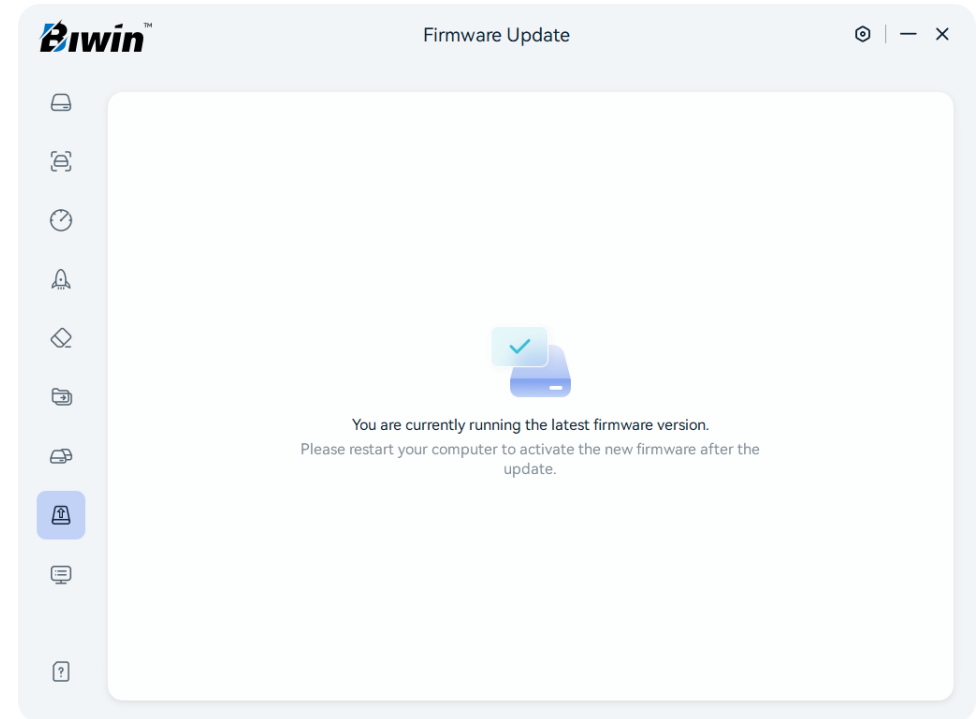 Biwin™
Firmware Update
You are currently running the latest firmware version.
Please restart your computer to activate the new firmware after the
update.
?